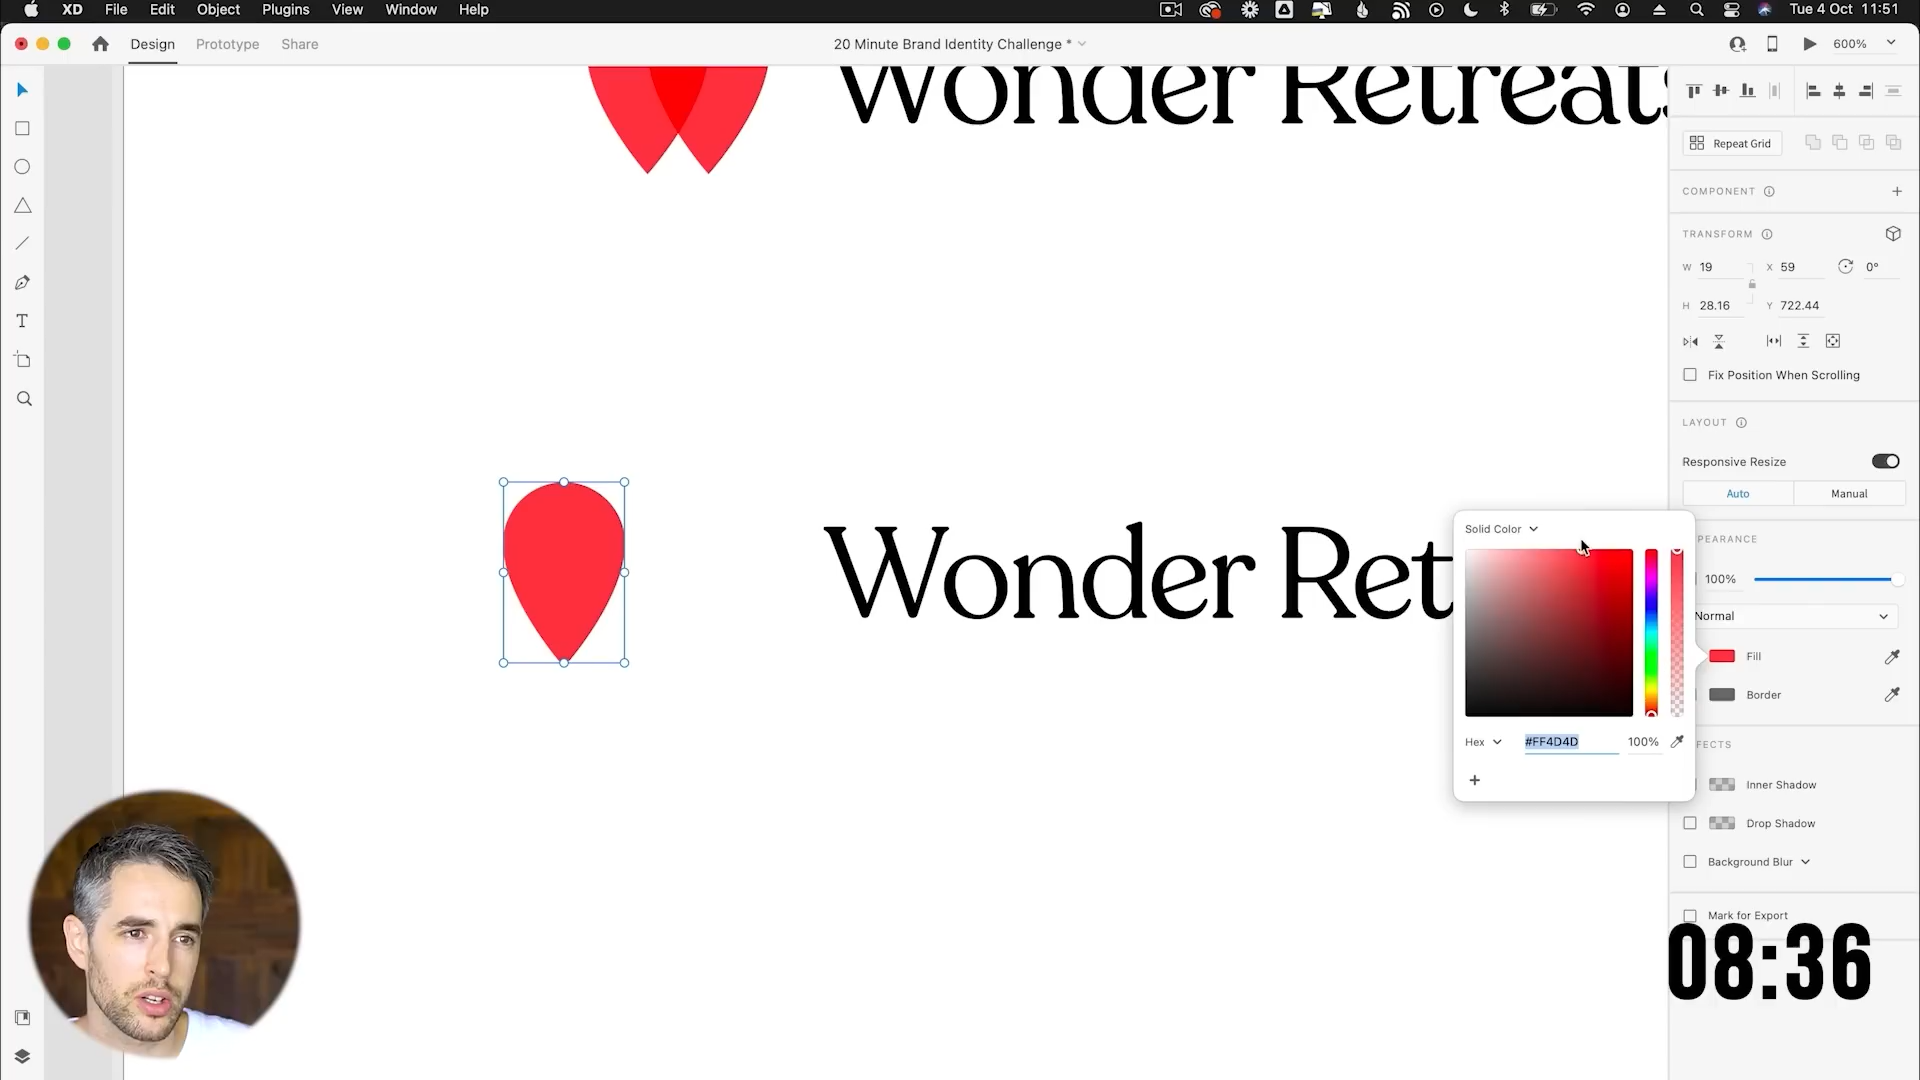 XD File Edit Object Plugins View Window Help
Tue 4 Oct 11:51
Design Prototype Share
20 Minute Brand Identity Challenge *
600%
Wonder Retreats
Repeat Grid
COMPONENT
TRANSFORM
W 19 X 59 0°
H 28.16 Y 722.44
Fix Position When Scrolling
LAYOUT
Responsive Resize
Auto Manual
Wonder Ret
Solid Color
PEARANCE
100%
Normal
Fill
Border
Hex #FF4D4D 100%
FECTS
Inner Shadow
Drop Shadow
Background Blur
Mark for Export
08:36